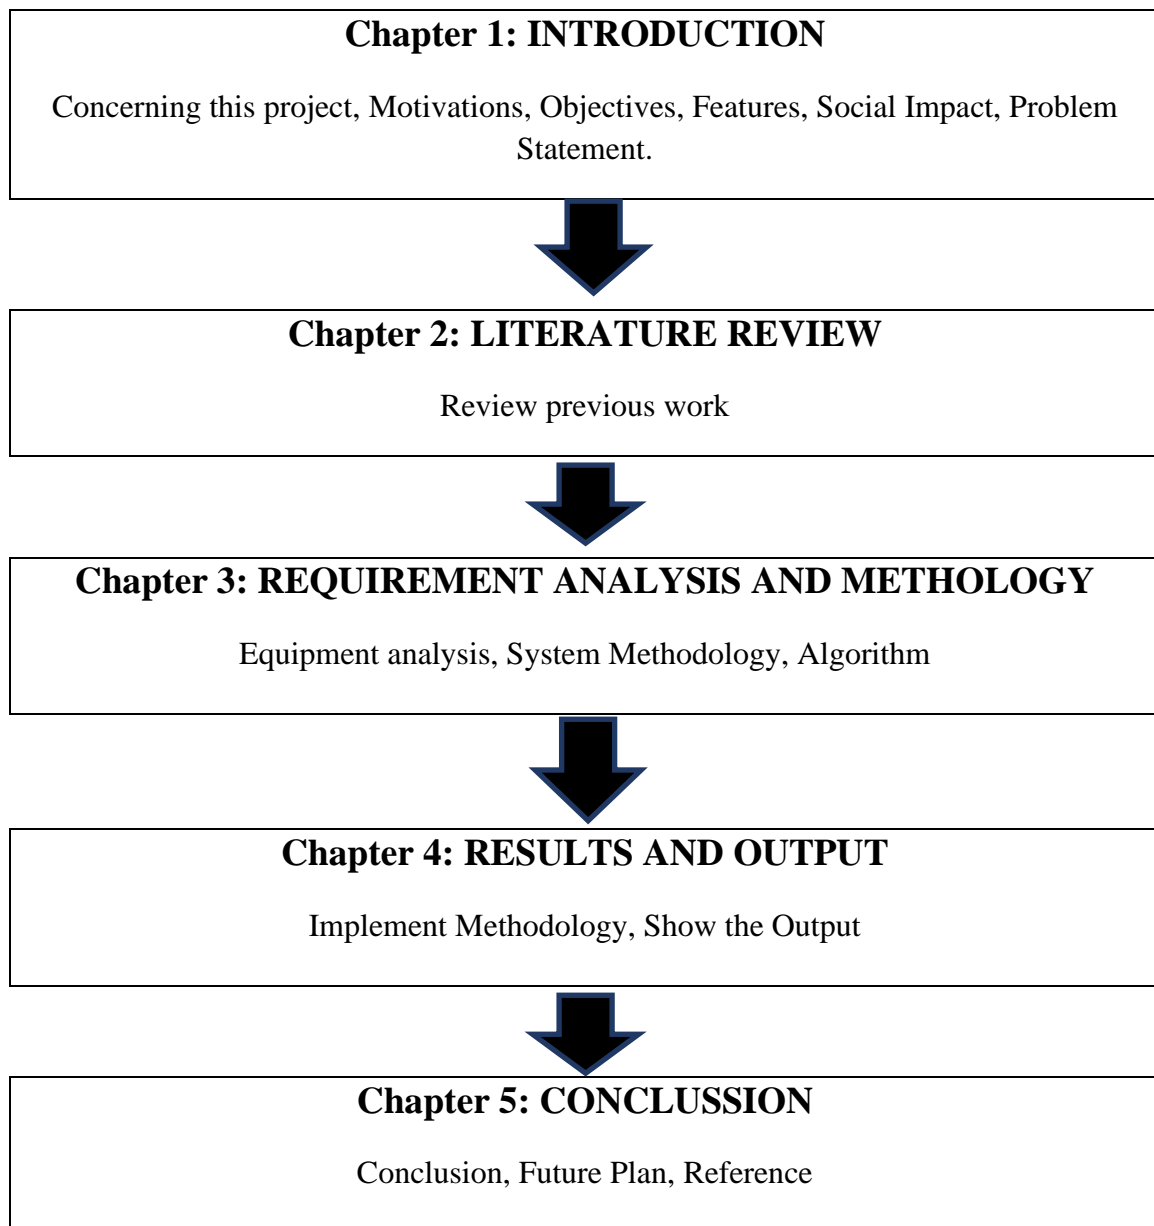 Chapter 1: INTRODUCTION
Concerning this project, Motivations, Objectives, Features, Social Impact, Problem
Statement.
Chapter 2: LITERATURE REVIEW
Review previous work
Chapter 3: REQUIREMENT ANALYSIS AND METHOLOGY
Equipment analysis, System Methodology, Algorithm
Chapter 4: RESULTS AND OUTPUT
Implement Methodology, Show the Output
Chapter 5: CONCLUSSION
Conclusion, Future Plan, Reference